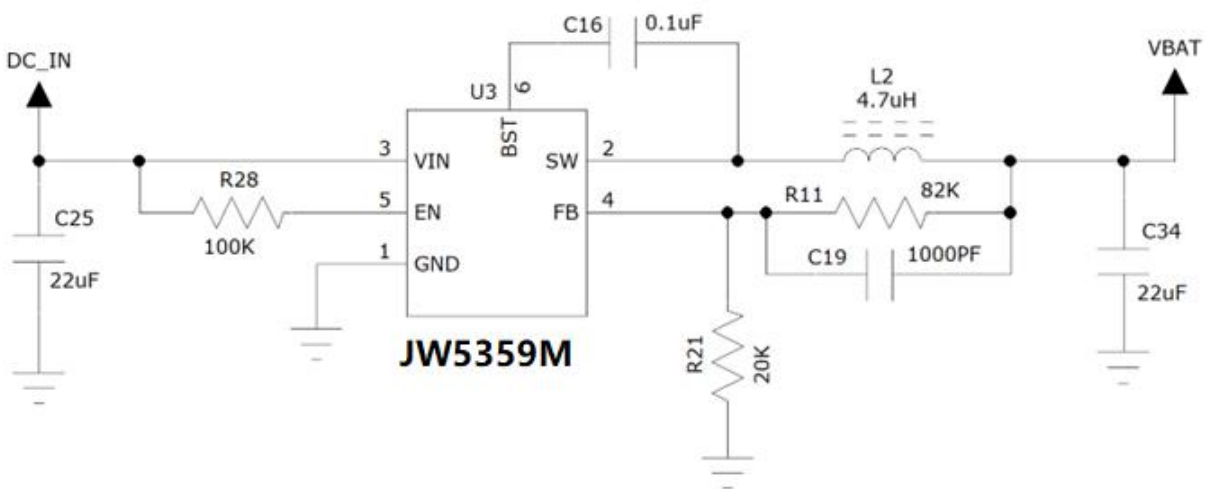 C16
0.1uF
DC_IN
VBAT
U3
6
BST
L2
4.7uH
3
VIN
SW
2
R28
5
EN
FB
4
R11
82K
C25
100K
1
GND
C19
1000PF
C34
22uF
22uF
JW5359M
R21
20K